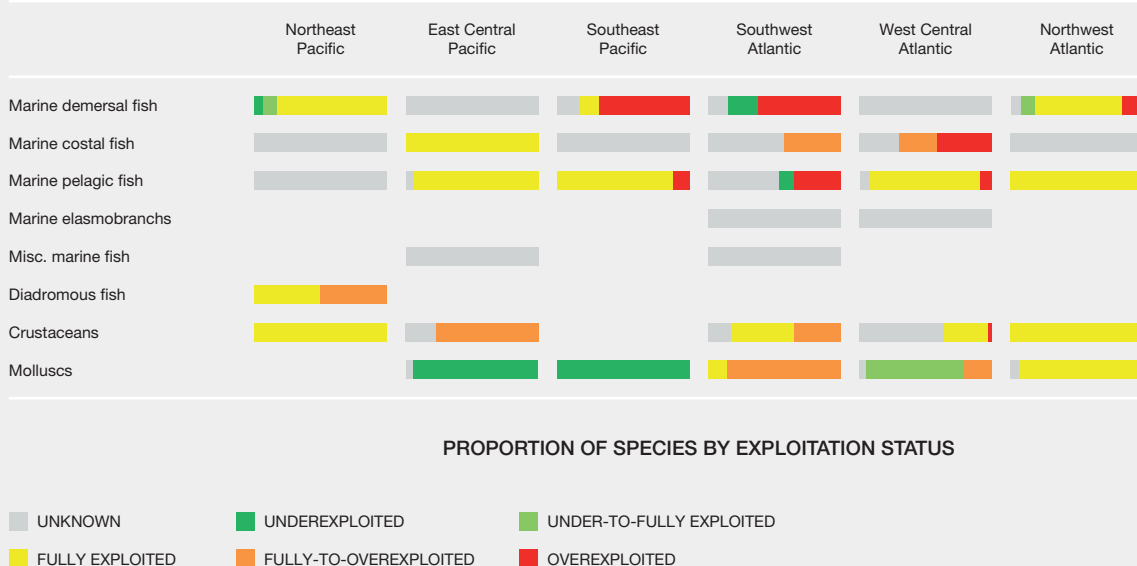 Northeast Pacific
East Central Pacific
Southeast Pacific
Southwest Atlantic
West Central Atlantic
Northwest Atlantic
Marine demersal fish
Marine costal fish
Marine pelagic fish
Marine elasmobranchs
Misc. marine fish
Diadromous fish
Crustaceans
Molluscs
PROPORTION OF SPECIES BY EXPLOITATION STATUS
UNKNOWN
UNDEREXPLOITED
UNDER-TO-FULLY EXPLOITED
FULLY EXPLOITED
FULLY-TO-OVEREXPLOITED
OVEREXPLOITED